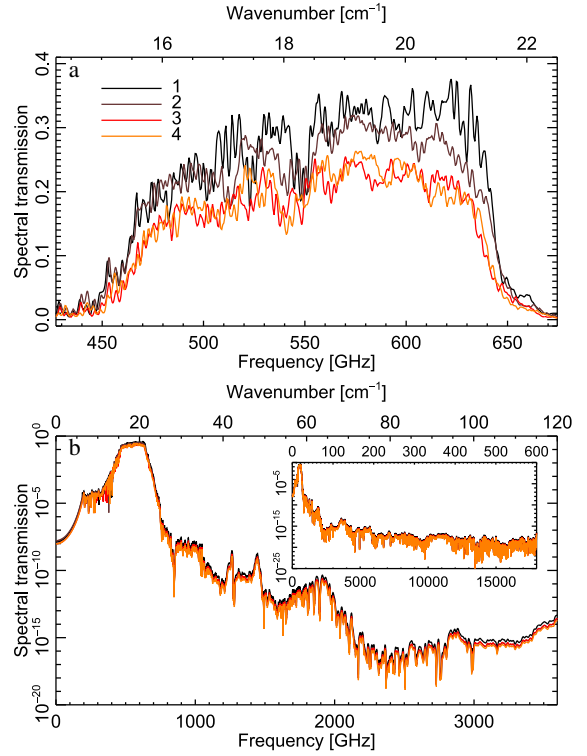 Wavenumber [cm⁻¹]
16 18 20 22
a
0.4
0.3
0.2
0.1
0.0
Spectral transmission
1
2
3
4
450 500 550 600 650
Frequency [GHz]
Wavenumber [cm⁻¹]
0 20 40 60 80 100 120
b
10⁰
10⁻⁵
10⁻¹⁰
10⁻¹⁵
10⁻²⁰
Spectral transmission
0 100 200 300 400 500 600
10⁻⁵
10⁻¹⁵
10⁻²⁵
0 5000 10000 15000
0 1000 2000 3000
Frequency [GHz]